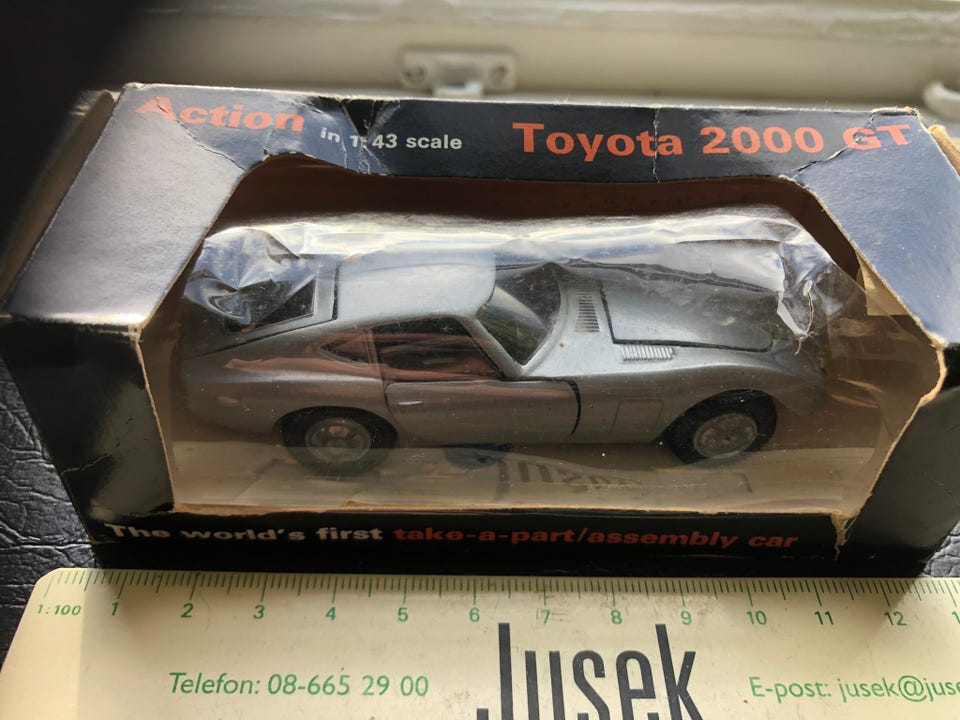 Action in 1:43 scale Toyota 2000 GT
The world's first take-a-part/assembly car
1:100 1 2 3 4 5 6 7 8 9 10 11 12
Telefon: 08-665 29 00 Jusek E-post: jusek@juse